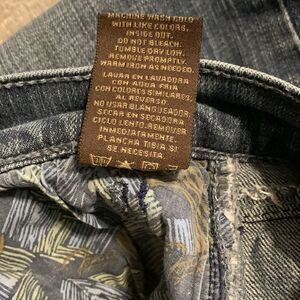 MACHINE WASH COLD
WITH LIKE COLORS,
INSIDE OUT.
DO NOT BLEACH.
TUMBLE DRY LOW.
REMOVE PROMPTLY.
WARM IRON AS NEEDED.
LAVAR EN LAVADORA
CON AGUA FRIA
CON COLORES SIMILARES,
AL REVERSO.
NO USAR BLANQUEADOR.
SECAR EN SECADORA
CICLO LENTO. REMOVER
INMEDIATAMENTE.
PLANCHA TIBIA SI
SE NECESITA.